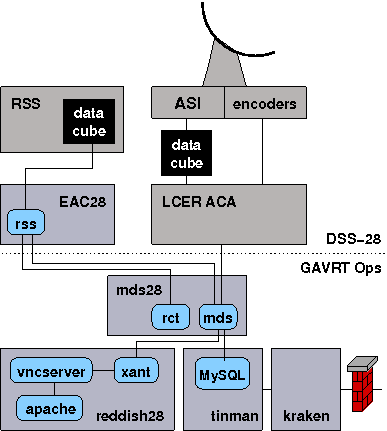 RSS
data
cube
ASI
encoders
data
cube
EAC28
rss
LCER ACA
DSS-28
GAVRT Ops
mds28
rct
mds
vncserver
xant
apache
reddish28
MySQL
tinman
kraken